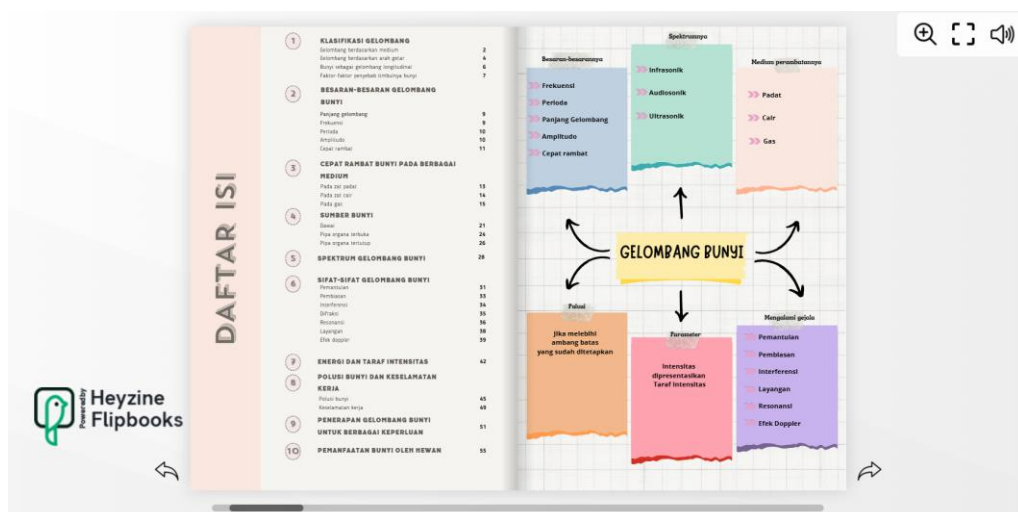 DAFTAR ISI
1 KLASIFIKASI GELOMBANG
Gelombang berdasarkan medium 2
Gelombang berdasarkan arah getar 4
Bunyi sebagai gelombang longitudinal 6
Faktor-faktor penyebab timbulnya bunyi 7
2 BESARAN-BESARAN GELOMBANG
BUNYI
Panjang gelombang 9
Frekuensi 9
Perioda 10
Amplitudo 10
Cepat rambat 11
3 CEPAT RAMBAT BUNYI PADA BERBAGAI
MEDIUM
Pada zat padat 13
Pada zat cair 14
Pada gas 15
4 SUMBER BUNYI
Dawai 21
Pipa organa terbuka 24
Pipa organa tertutup 26
5 SPEKTRUM GELOMBANG BUNYI 28
6 SIFAT-SIFAT GELOMBANG BUNYI
Pemantulan 31
Pembiasan 33
Interferensi 34
Difraksi 35
Resonansi 36
Layangan 38
Efek doppler 39
7 ENERGI DAN TARAF INTENSITAS 42
8 POLUSI BUNYI DAN KESELAMATAN
KERJA
Polusi bunyi 45
Keselamatan kerja 49
9 PENERAPAN GELOMBANG BUNYI
UNTUK BERBAGAI KEPERLUAN 51
10 PEMANFAATAN BUNYI OLEH HEWAN 55
Besaran-besarannya
Frekuensi
Perioda
Panjang Gelombang
Amplitudo
Cepat rambat
Spektrumnya
Infrasonik
Audiosonik
Ultrasonik
Medium perambatannya
Padat
Cair
Gas
GELOMBANG BUNYI
Polusi
Jika melebihi
ambang batas
yang sudah ditetapkan
Parameter
Intensitas
dipresentasikan
Taraf Intensitas
Mengalami gejala
Pemantulan
Pembiasan
Interferensi
Layangan
Resonansi
Efek Doppler
Powered by
Heyzine
Flipbooks